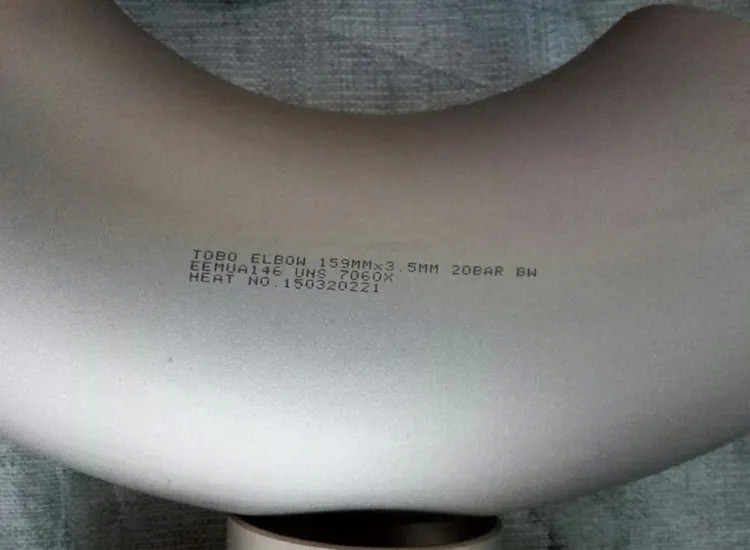 TOBO ELBOW 159MMx3.5MM 20BAR BW
EEMUA146 UNS 7060X
HEAT NO.150320221